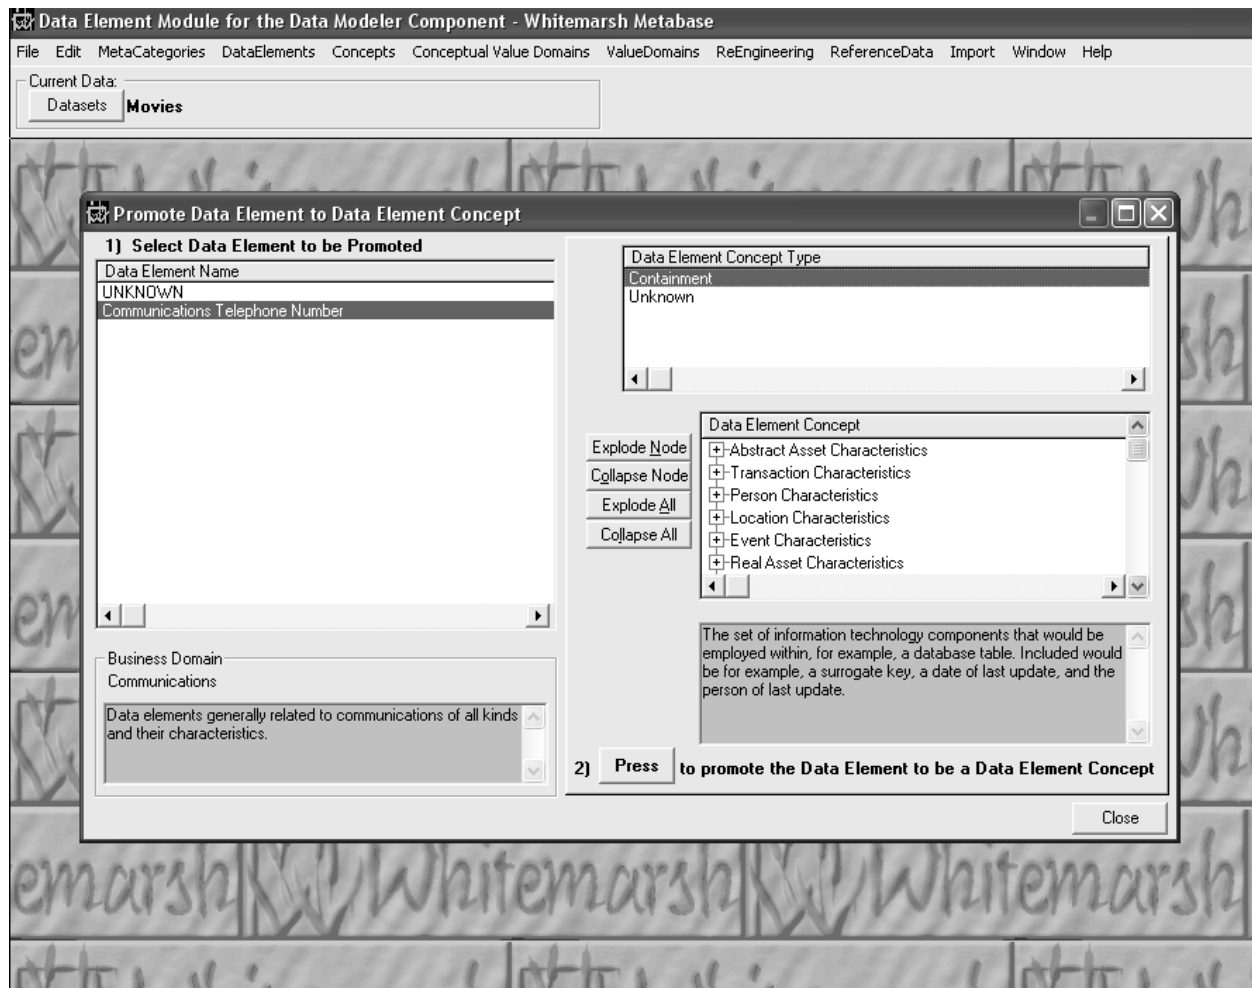 Data Element Module for the Data Modeler Component - Whitemarsh Metabase
File Edit MetaCategories DataElements Concepts Conceptual Value Domains ValueDomains ReEngineering ReferenceData Import Window Help
Current Data:
Datasets Movies
Promote Data Element to Data Element Concept
1) Select Data Element to be Promoted
Data Element Name
UNKNOWN
Communications Telephone Number
Business Domain
Communications
Data elements generally related to communications of all kinds
and their characteristics.
Data Element Concept Type
Containment
Unknown
Explode Node
Collapse Node
Explode All
Collapse All
Data Element Concept
Abstract Asset Characteristics
Transaction Characteristics
Person Characteristics
Location Characteristics
Event Characteristics
Real Asset Characteristics
The set of information technology components that would be
employed within, for example, a database table. Included would
be for example, a surrogate key, a date of last update, and the
person of last update.
2) Press to promote the Data Element to be a Data Element Concept
Close
emarsh Whitemarsh Whitemarsh